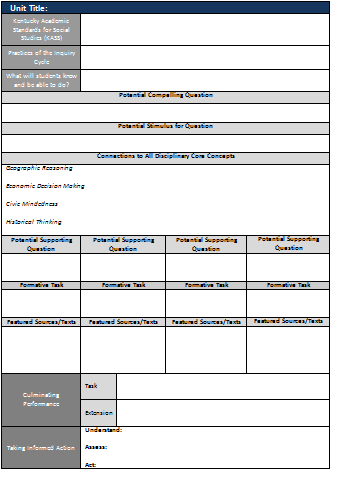 Unit Title:
Kentucky Academic
Standards for Social
Studies (KASS)
Practices of the Inquiry
Cycle
What will students know
and be able to do?
Potential Compelling Question
Potential Stimulus for Question
Connections to All Disciplinary Core Concepts
Geographic Reasoning
Economic Decision Making
Civic Mindedness
Historical Thinking
Potential Supporting Question
Potential Supporting Question
Potential Supporting Question
Potential Supporting Question
Formative Task Formative Task Formative Task Formative Task
Featured Sources/Texts Featured Sources/Texts Featured Sources/Texts Featured Sources/Texts
Culminating
Performance
Task
Extension
Taking Informed Action
Understand:
Assess:
Act: